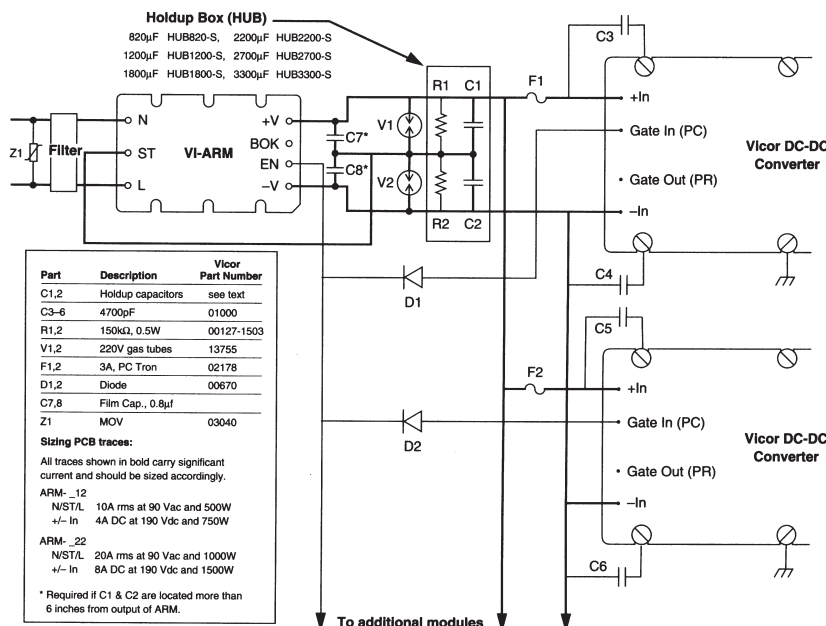 Holdup Box (HUB)
820µF HUB820-S, 2200µF HUB2200-S
1200µF HUB1200-S, 2700µF HUB2700-S
1800µF HUB1800-S, 3300µF HUB3300-S
C3
R1 C1
F1
N
+V
+In
Z1
Filter
ST
VI-ARM
BOK
C7*
V1
Gate In (PC)
Vicor DC-DC
Converter
EN
C8*
V2
Gate Out (PR)
L
–V
–In
R2 C2
C4
D1
Part Description Vicor Part Number
C1,2 Holdup capacitors see text
C3–6 4700pF 01000
R1,2 150kΩ, 0.5W 00127-1503
V1,2 220V gas tubes 13755
F1,2 3A, PC Tron 02178
D1,2 Diode 00670
C7,8 Film Cap., 0.8µf
Z1 MOV 03040
Sizing PCB traces:
All traces shown in bold carry significant
current and should be sized accordingly.
ARM- _12
N/ST/L 10A rms at 90 Vac and 500W
+/– In 4A DC at 190 Vdc and 750W
ARM- _22
N/ST/L 20A rms at 90 Vac and 1000W
+/– In 8A DC at 190 Vdc and 1500W
* Required if C1 & C2 are located more than
6 inches from output of ARM.
C5
F2
+In
D2
Gate In (PC)
Vicor DC-DC
Converter
Gate Out (PR)
–In
C6
To additional modules